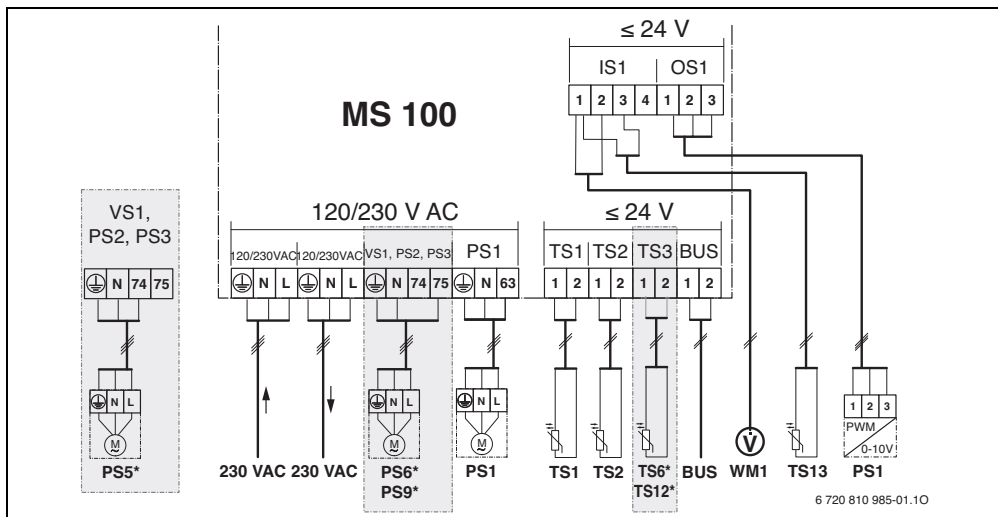 ≤ 24 V
IS1 OS1
1 2 3 4 1 2 3
MS 100
VS1,
PS2, PS3
N 74 75
120/230 V AC
≤ 24 V
120/230VAC 120/230VAC VS1, PS2, PS3 PS1
TS1 TS2 TS3 BUS
N L N L N 74 75 N 63
1 2 1 2 1 2 1 2
N L
M
~
N L
M
~
N L
M
~
1 2 3
PWM
0-10V
V
PS5*
230 VAC 230 VAC PS6* PS1 TS1 TS2 TS6* BUS WM1 TS13 PS1
PS9* TS12*
6 720 810 985-01.1O